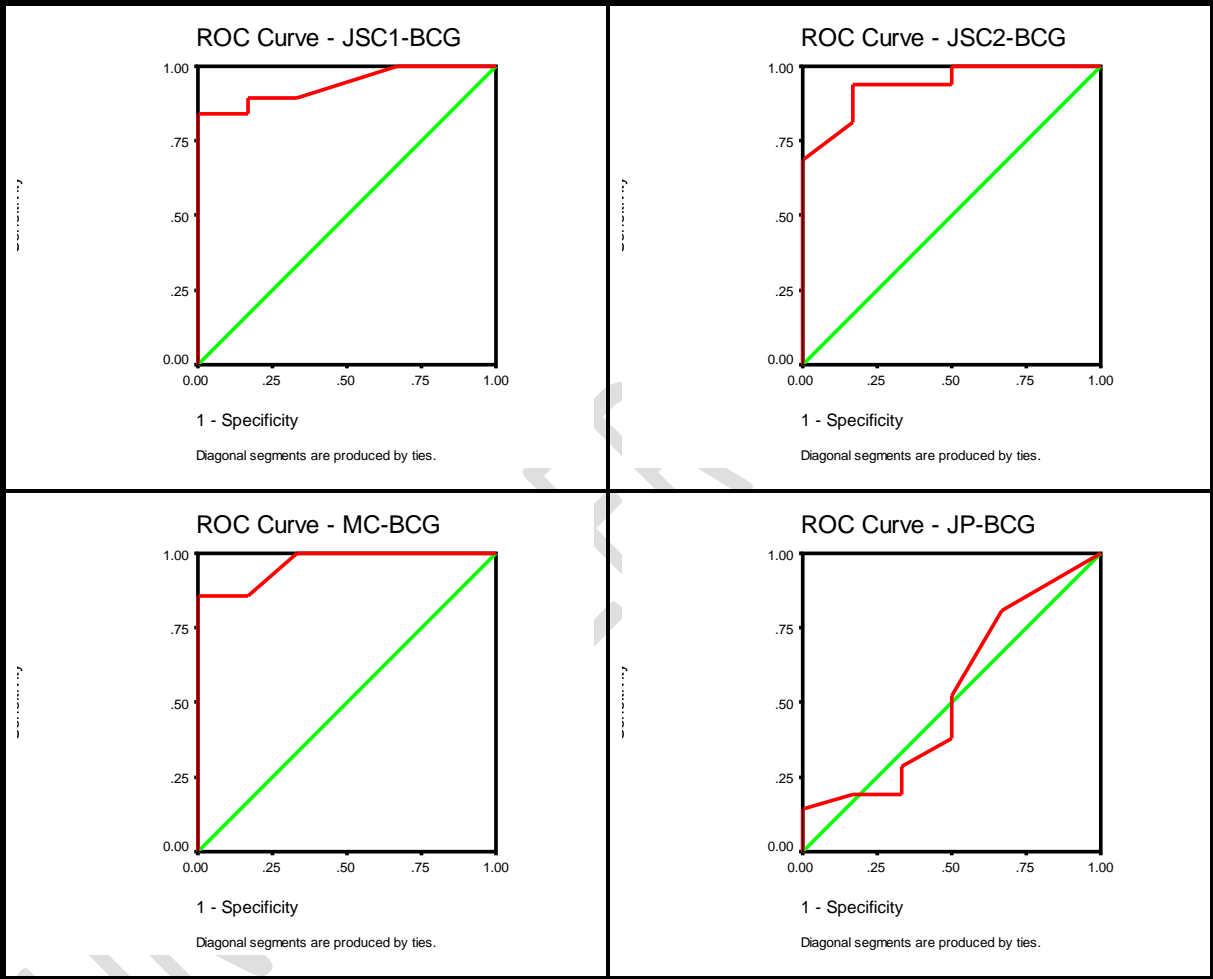 ROC Curve - JSC1-BCG
1.00
.75
.50
.25
0.00
0.00 .25 .50 .75 1.00
1 - Specificity
Diagonal segments are produced by ties.
ROC Curve - JSC2-BCG
1.00
.75
.50
.25
0.00
0.00 .25 .50 .75 1.00
1 - Specificity
Diagonal segments are produced by ties.
ROC Curve - MC-BCG
1.00
.75
.50
.25
0.00
0.00 .25 .50 .75 1.00
1 - Specificity
Diagonal segments are produced by ties.
ROC Curve - JP-BCG
1.00
.75
.50
.25
0.00
0.00 .25 .50 .75 1.00
1 - Specificity
Diagonal segments are produced by ties.